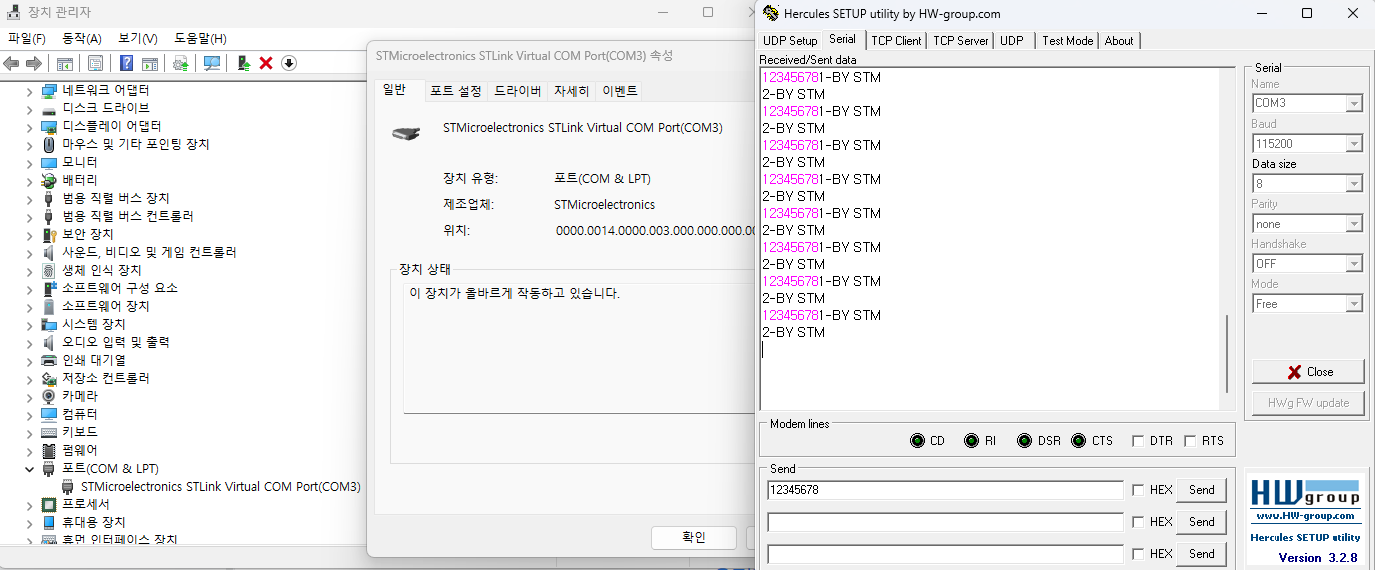 장치 관리자
파일(F) 동작(A) 보기(V) 도움말(H)
네트워크 어댑터
디스크 드라이브
디스플레이 어댑터
마우스 및 기타 포인팅 장치
모니터
배터리
범용 직렬 버스 장치
범용 직렬 버스 컨트롤러
보안 장치
사운드, 비디오 및 게임 컨트롤러
생체 인식 장치
소프트웨어 구성 요소
소프트웨어 장치
시스템 장치
오디오 입력 및 출력
인쇄 대기열
저장소 컨트롤러
카메라
컴퓨터
키보드
펌웨어
포트(COM & LPT)
STMicroelectronics STLink Virtual COM Port(COM3)
프로세서
휴대용 장치
휴먼 인터페이스 장치
STMicroelectronics STLink Virtual COM Port(COM3) 속성
일반 포트 설정 드라이버 자세히 이벤트
STMicroelectronics STLink Virtual COM Port(COM3)
장치 유형: 포트(COM & LPT)
제조업체: STMicroelectronics
위치: 0000.0014.0000.003.000.000.000.00
장치 상태
이 장치가 올바르게 작동하고 있습니다.
확인
Hercules SETUP utility by HW-group.com
UDP Setup Serial TCP Client TCP Server UDP Test Mode About
Received/Sent data
123456781-BY STM
2-BY STM
123456781-BY STM
2-BY STM
123456781-BY STM
2-BY STM
123456781-BY STM
2-BY STM
123456781-BY STM
2-BY STM
123456781-BY STM
2-BY STM
123456781-BY STM
2-BY STM
123456781-BY STM
2-BY STM
Modem lines
CD RI DSR CTS DTR RTS
Send
12345678 HEX Send
HEX Send
HEX Send
Serial
Name
COM3
Baud
115200
Data size
8
Parity
none
Handshake
OFF
Mode
Free
Close
HWg FW update
HW group
www.HW-group.com
Hercules SETUP utility
Version 3.2.8